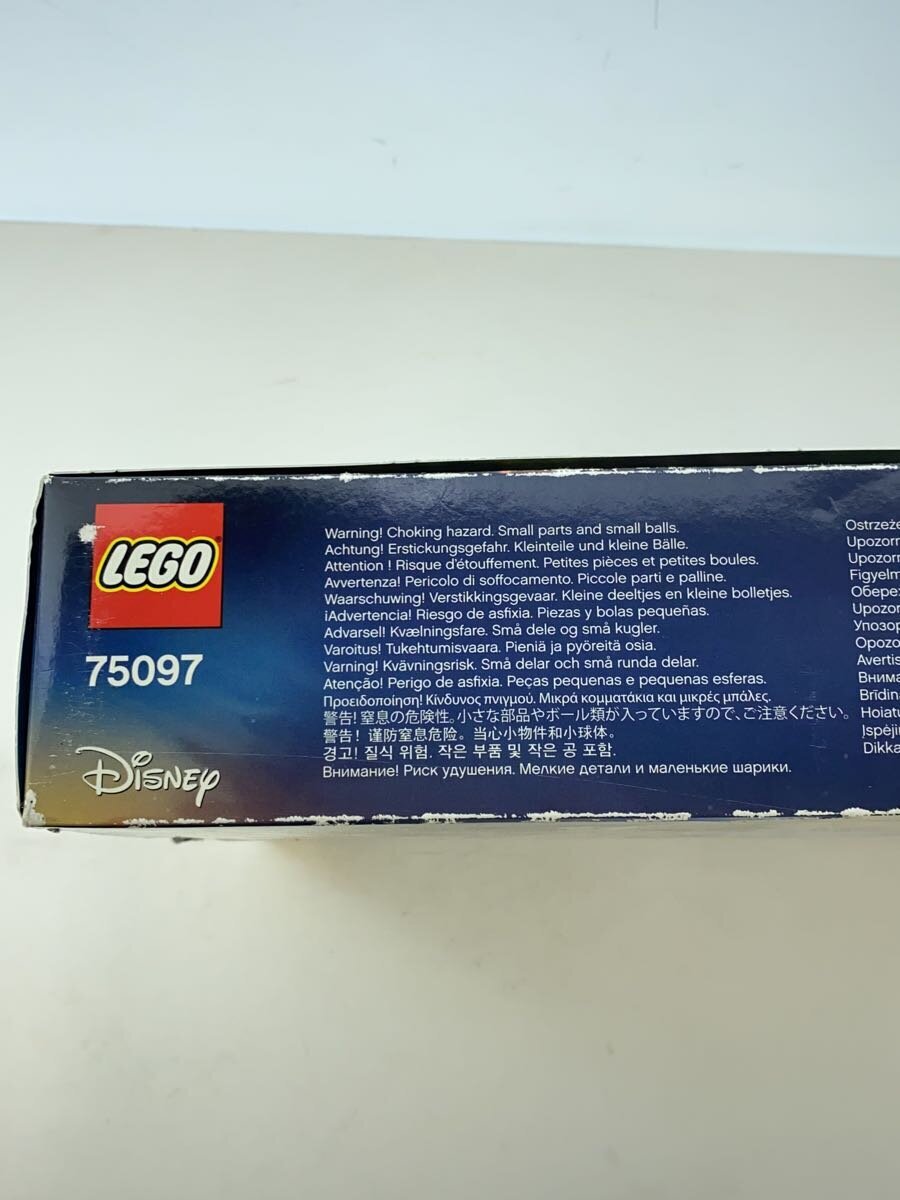 LEGO
75097
Disney
Warning! Choking hazard. Small parts and small balls.
Achtung! Erstickungsgefahr. Kleinteile und kleine Bälle.
Attention ! Risque d'étouffement. Petites pièces et petites boules.
Avvertenza! Pericolo di soffocamento. Piccole parti e palline.
Waarschuwing! Verstikkingsgevaar. Kleine deeltjes en kleine bolletjes.
¡Advertencia! Riesgo de asfixia. Piezas y bolas pequeñas.
Advarsel! Kvælningsfare. Små dele og små kugler.
Varoitus! Tukehtumisvaara. Pieniä ja pyöreitä osia.
Varning! Kvävningsrisk. Små delar och små runda delar.
Atenção! Perigo de asfixia. Peças pequenas e pequenas esferas.
Προειδοποίηση! Κίνδυνος πνιγμού. Μικρά κομματάκια και μικρές μπάλες.
警告! 窒息の危険性。小さな部品やボール類が入っていますので、ご注意ください。
警告! 谨防窒息危险。当心小物件和小球体。
경고! 질식 위험. 작은 부품 및 작은 공 포함.
Внимание! Риск удушения. Мелкие детали и маленькие шарики.